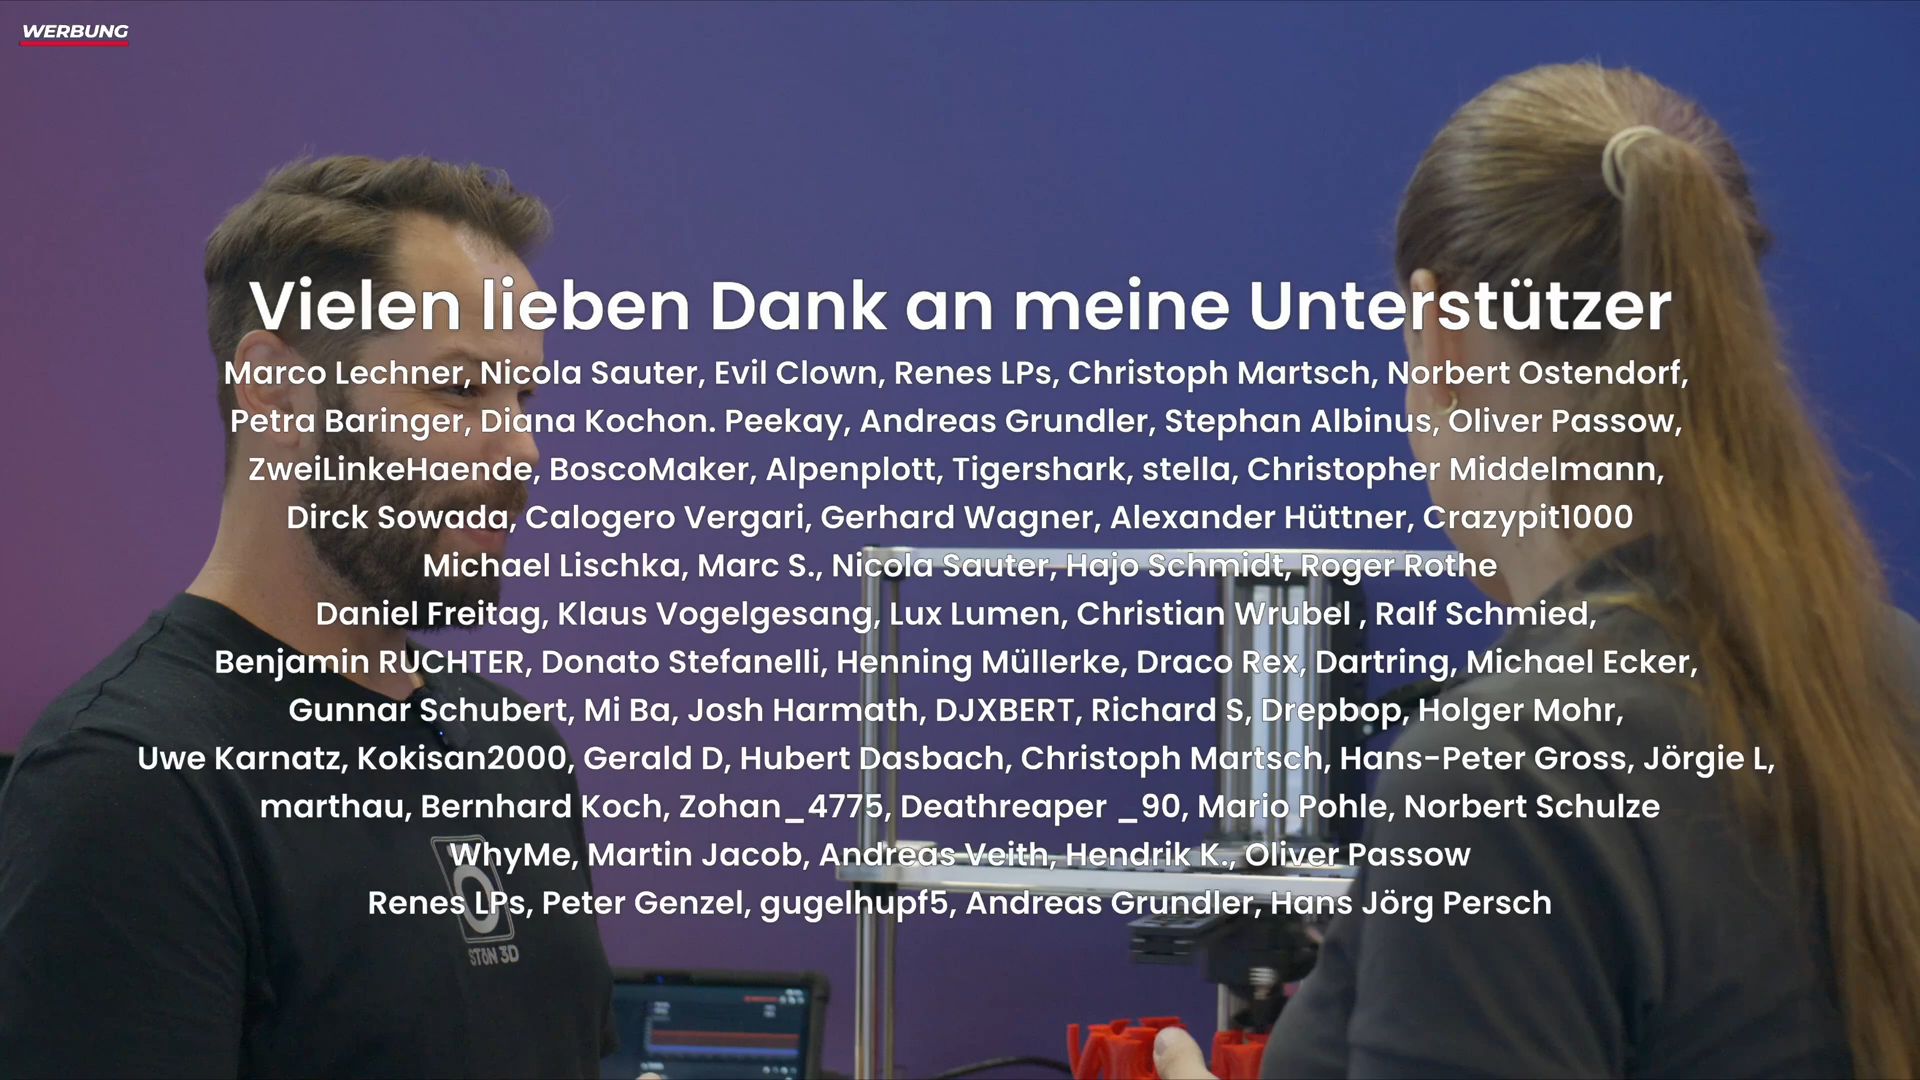 WERBUNG
Vielen lieben Dank an meine Unterstützer
Marco Lechner, Nicola Sauter, Evil Clown, Renes LPs, Christoph Martsch, Norbert Ostendorf,
Petra Baringer, Diana Kochon. Peekay, Andreas Grundler, Stephan Albinus, Oliver Passow,
ZweiLinkeHaende, BoscoMaker, Alpenplott, Tigershark, stella, Christopher Middelmann,
Dirck Sowada, Calogero Vergari, Gerhard Wagner, Alexander Hüttner, Crazypit1000
Michael Lischka, Marc S., Nicola Sauter, Hajo Schmidt, Roger Rothe
Daniel Freitag, Klaus Vogelgesang, Lux Lumen, Christian Wrubel , Ralf Schmied,
Benjamin RUCHTER, Donato Stefanelli, Henning Müllerke, Draco Rex, Dartring, Michael Ecker,
Gunnar Schubert, Mi Ba, Josh Harmath, DJXBERT, Richard S, Drepbop, Holger Mohr,
Uwe Karnatz, Kokisan2000, Gerald D, Hubert Dasbach, Christoph Martsch, Hans-Peter Gross, Jörgie L,
marthau, Bernhard Koch, Zohan_4775, Deathreaper _90, Mario Pohle, Norbert Schulze
WhyMe, Martin Jacob, Andreas Veith, Hendrik K., Oliver Passow
Renes LPs, Peter Genzel, gugelhupf5, Andreas Grundler, Hans Jörg Persch
3D